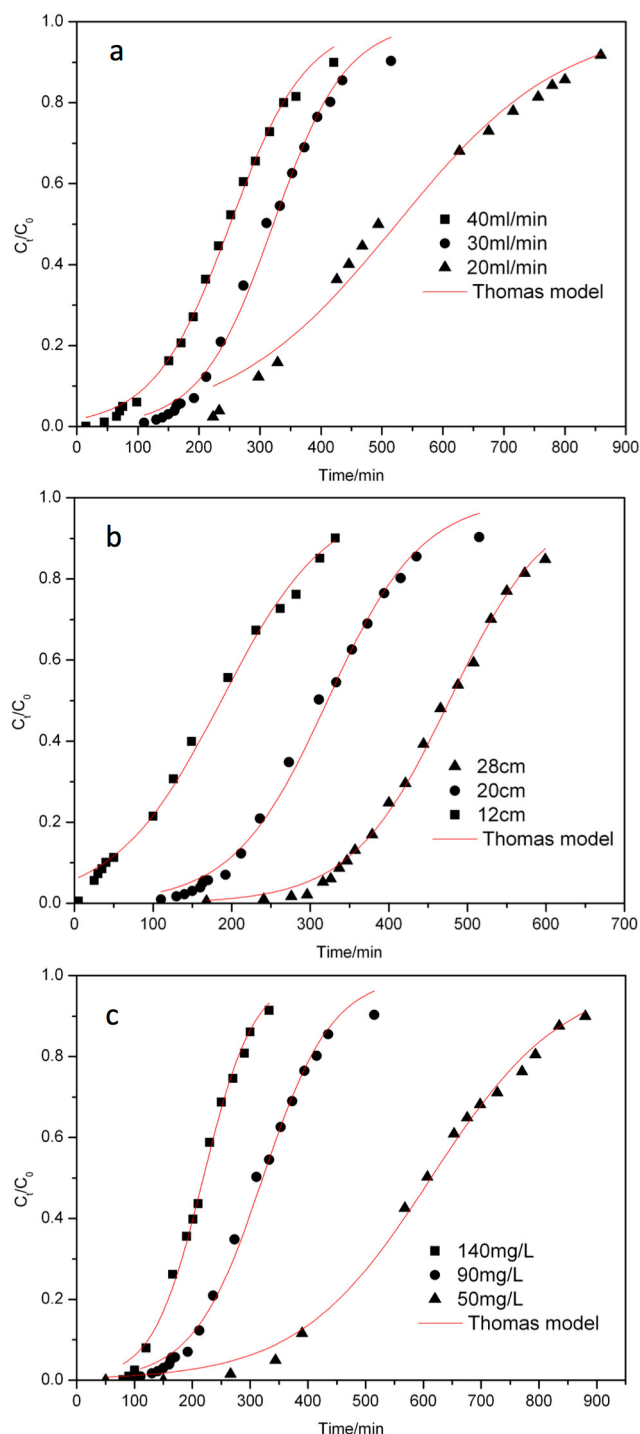 a
1.0
0.8
0.6
0.4
0.2
0.0
Cₜ/C₀
40ml/min
30ml/min
20ml/min
Thomas model
0 100 200 300 400 500 600 700 800 900
Time/min
b
1.0
0.8
0.6
0.4
0.2
0.0
Cₜ/C₀
28cm
20cm
12cm
Thomas model
0 100 200 300 400 500 600 700
Time/min
c
1.0
0.8
0.6
0.4
0.2
0.0
Cₜ/C₀
140mg/L
90mg/L
50mg/L
Thomas model
0 100 200 300 400 500 600 700 800 900
Time/min